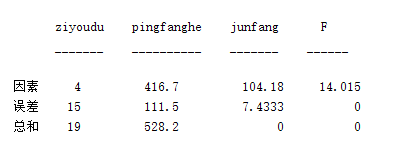 ziyoudu pingfanghe junfang F
------- ---------- ------- ------
因素 4 416.7 104.18 14.015
误差 15 111.5 7.4333 0
总和 19 528.2 0 0